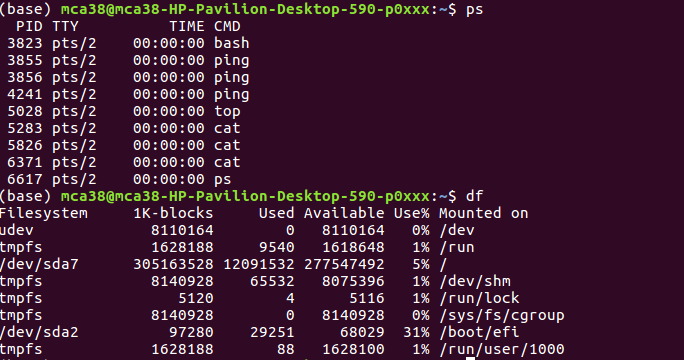 (base) mca38@mca38-HP-Pavilion-Desktop-590-p0xxx:~$ ps
  PID TTY          TIME CMD
 3823 pts/2    00:00:00 bash
 3855 pts/2    00:00:00 ping
 3856 pts/2    00:00:00 ping
 4241 pts/2    00:00:00 ping
 5028 pts/2    00:00:00 top
 5283 pts/2    00:00:00 cat
 5826 pts/2    00:00:00 cat
 6371 pts/2    00:00:00 cat
 6617 pts/2    00:00:00 ps
(base) mca38@mca38-HP-Pavilion-Desktop-590-p0xxx:~$ df
Filesystem     1K-blocks     Used Available Use% Mounted on
udev             8110164        0   8110164   0% /dev
tmpfs            1628188     9540   1618648   1% /run
/dev/sda7      305163528 12091532 277547492   5% /
tmpfs            8140928    65532   8075396   1% /dev/shm
tmpfs               5120        4      5116   1% /run/lock
tmpfs            8140928        0   8140928   0% /sys/fs/cgroup
/dev/sda2          97280    29251     68029  31% /boot/efi
tmpfs            1628188       88   1628100   1% /run/user/1000